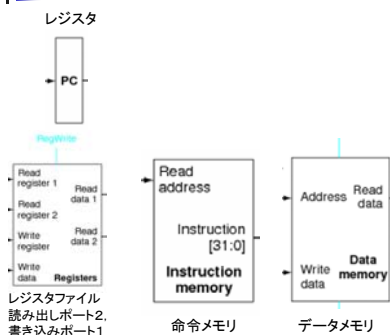 レジスタ
PC
RegWrite
Read
register 1
Read
register 2
Write
register
Write
data
Read
data 1
Read
data 2
Registers
レジスタファイル
読み出しポート2,
書き込みポート1
Read
address
Instruction
[31:0]
Instruction
memory
命令メモリ
Address
Read
data
Write
data
Data
memory
データメモリ